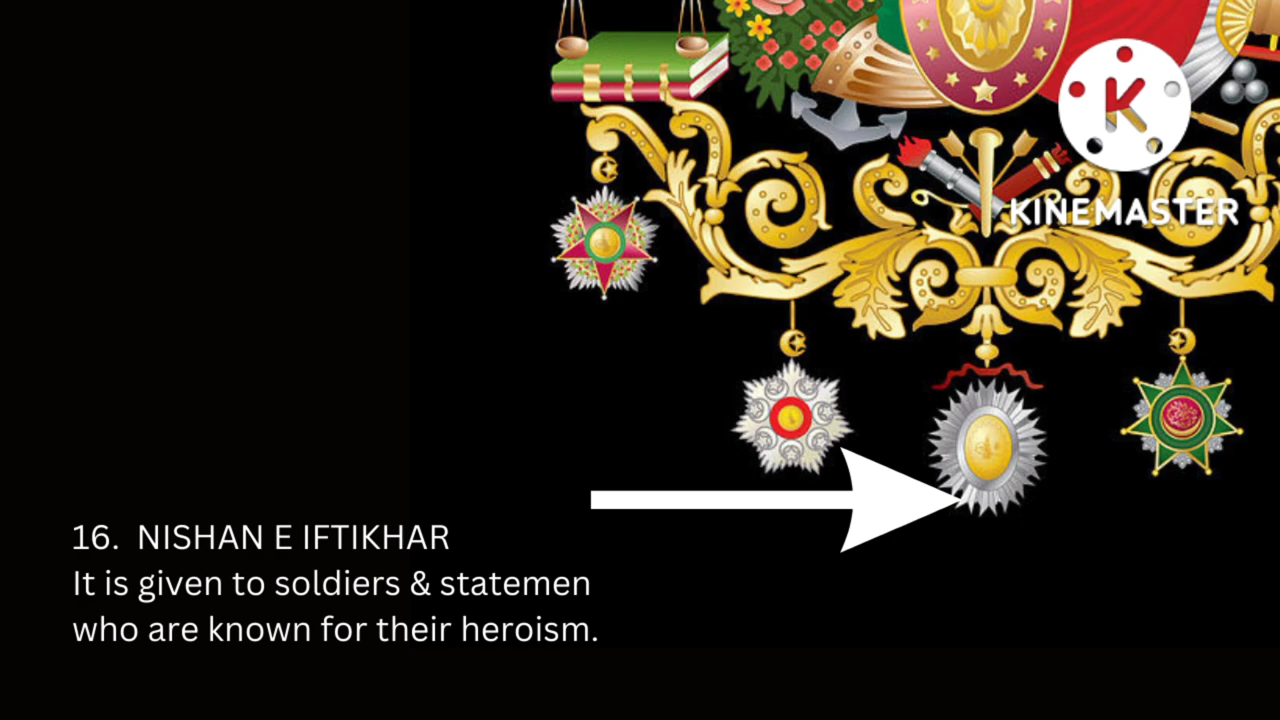 KINEMASTER
16. NISHAN E IFTIKHAR
It is given to soldiers & statemen
who are known for their heroism.